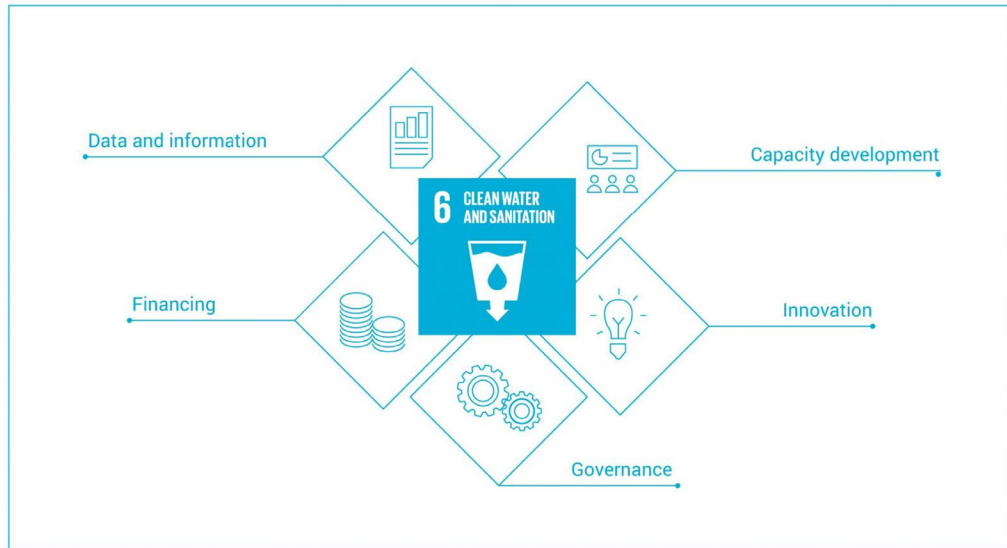 Data and information
Capacity development
6 CLEAN WATER
AND SANITATION
Financing
Innovation
Governance